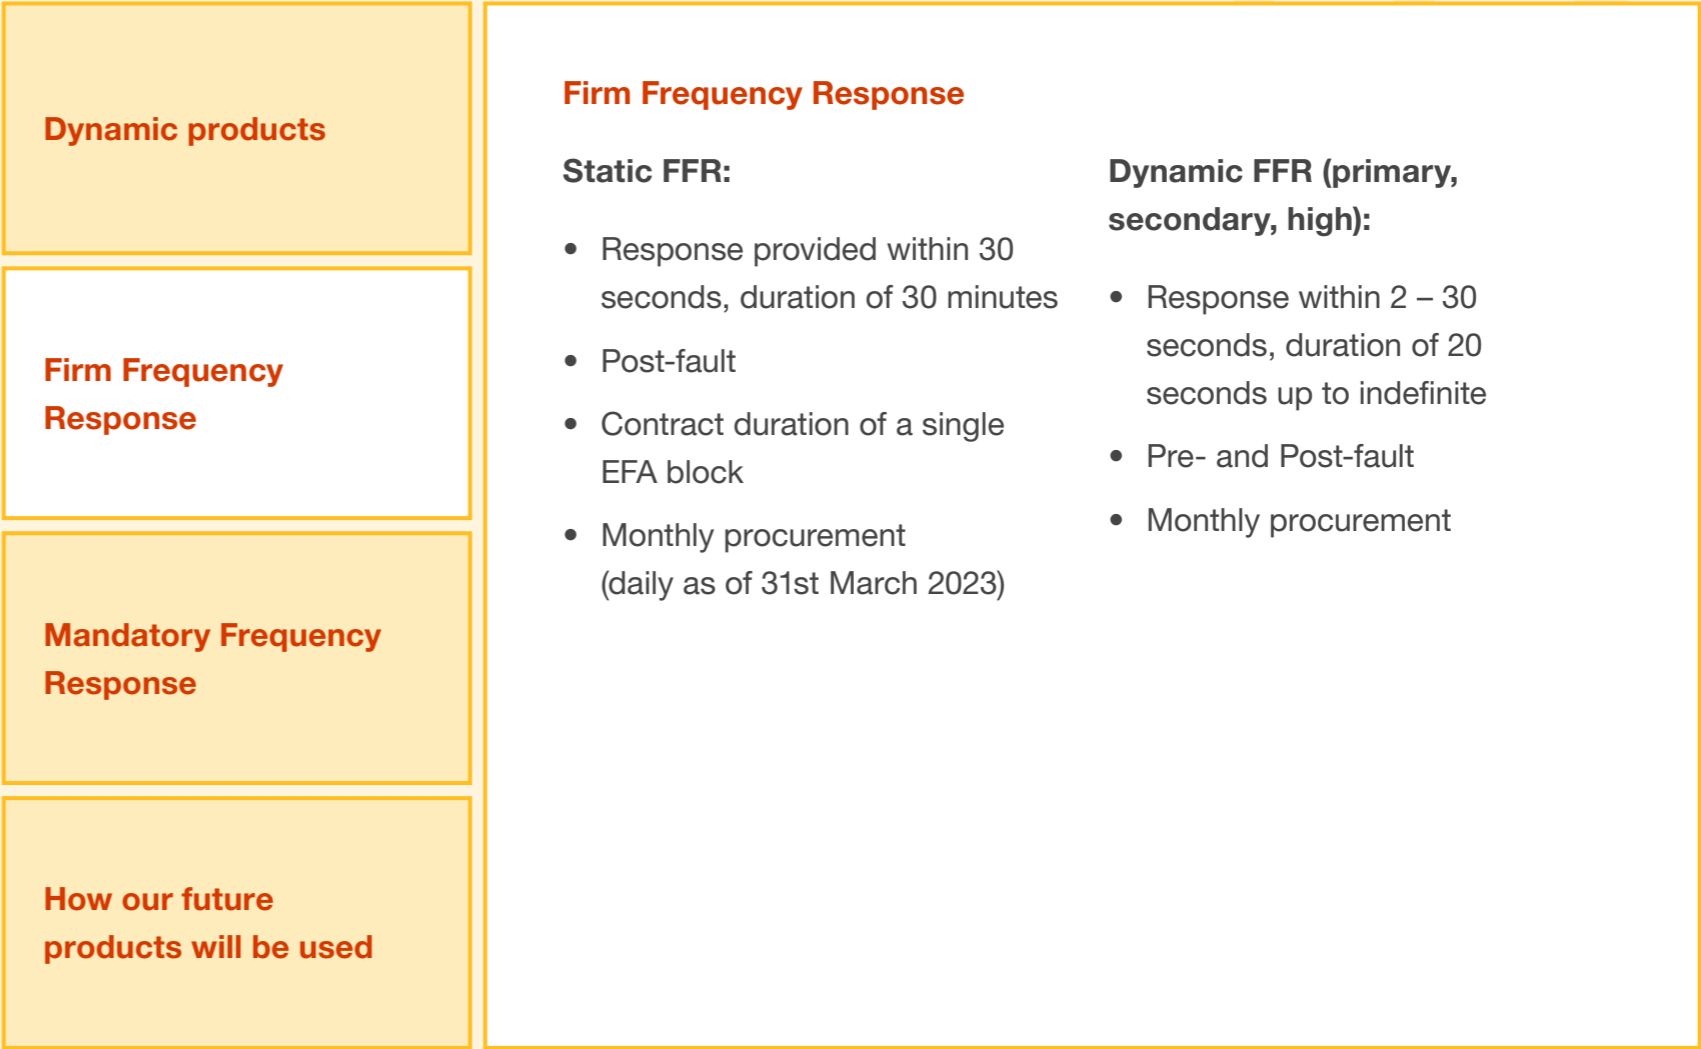 Dynamic products
Firm Frequency
Response
Mandatory Frequency
Response
How our future
products will be used
Firm Frequency Response
Static FFR:
• Response provided within 30
seconds, duration of 30 minutes
• Post-fault
• Contract duration of a single
EFA block
• Monthly procurement
(daily as of 31st March 2023)
Dynamic FFR (primary,
secondary, high):
• Response within 2 – 30
seconds, duration of 20
seconds up to indefinite
• Pre- and Post-fault
• Monthly procurement